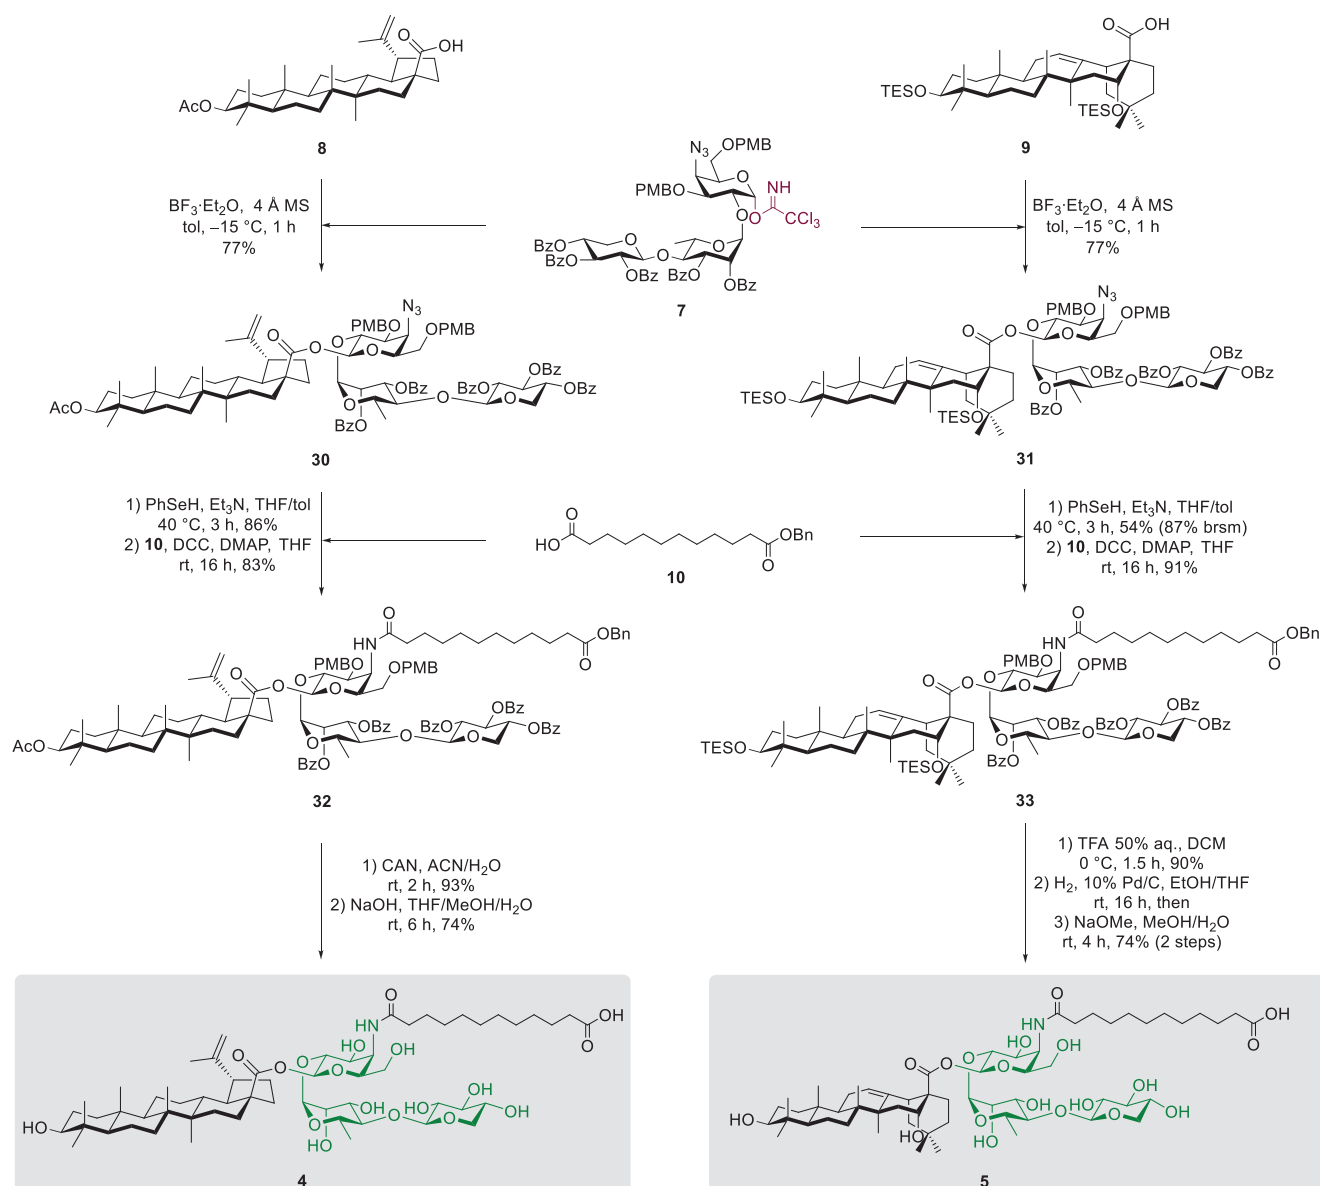 O
OH
AcO
8
O
OH
TESO
TESO
9
N3
OPMB
PMBO
O
NH
O
CCl3
O
BzO
BzO
O
OBz
O
O
BzO
OBz
7
BF3·Et2O, 4 Å MS
tol, –15 °C, 1 h
77%
BF3·Et2O, 4 Å MS
tol, –15 °C, 1 h
77%
N3
PMBO
O
OPMB
O
O
O
OBz
OBz
BzO
OBz
O
O
O
BzO
AcO
30
N3
PMBO
O
OPMB
O
O
O
OBz
OBz
BzO
OBz
O
O
O
BzO
TESO
TESO
31
1) PhSeH, Et3N, THF/tol
40 °C, 3 h, 86%
2) 10, DCC, DMAP, THF
rt, 16 h, 83%
O
HO
OBn
O
10
1) PhSeH, Et3N, THF/tol
40 °C, 3 h, 54% (87% brsm)
2) 10, DCC, DMAP, THF
rt, 16 h, 91%
O
OBn
O
HN
PMBO
O
OPMB
O
O
O
OBz
OBz
BzO
OBz
O
O
O
BzO
AcO
32
O
OBn
O
HN
PMBO
O
OPMB
O
O
O
OBz
OBz
BzO
OBz
O
O
O
BzO
TESO
TESO
33
1) CAN, ACN/H2O
rt, 2 h, 93%
2) NaOH, THF/MeOH/H2O
rt, 6 h, 74%
1) TFA 50% aq., DCM
0 °C, 1.5 h, 90%
2) H2, 10% Pd/C, EtOH/THF
rt, 16 h, then
3) NaOMe, MeOH/H2O
rt, 4 h, 74% (2 steps)
O
OH
O
HN
HO
O
OH
O
O
O
HO
OH
OH
HO
OH
O
O
O
HO
HO
4
O
OH
O
HN
HO
O
OH
O
O
O
OH
OH
HO
OH
O
O
O
HO
HO
HO
5